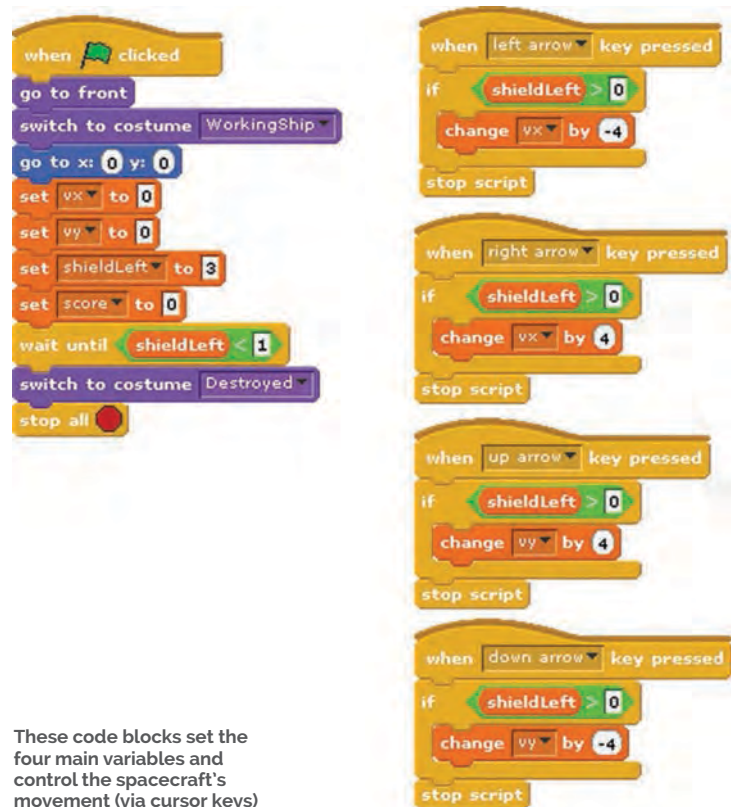 when clicked
go to front
switch to costume WorkingShip
go to x: 0 y: 0
set vx to 0
set vy to 0
set shieldLeft to 3
set score to 0
wait until shieldLeft < 1
switch to costume Destroyed
stop all
when left arrow key pressed
if shieldLeft > 0
change vx by -4
stop script
when right arrow key pressed
if shieldLeft > 0
change vx by 4
stop script
when up arrow key pressed
if shieldLeft > 0
change vy by 4
stop script
when down arrow key pressed
if shieldLeft > 0
change vy by -4
stop script
These code blocks set the
four main variables and
control the spacecraft's
movement (via cursor keys)